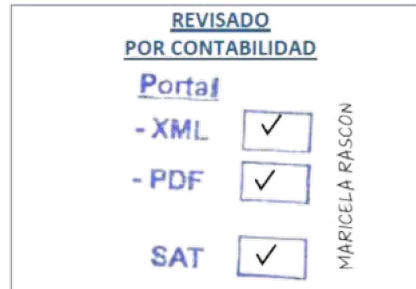 REVISADO
POR CONTABILIDAD
Portal
- XML ✓
- PDF ✓
SAT ✓
MARICELA RASCON